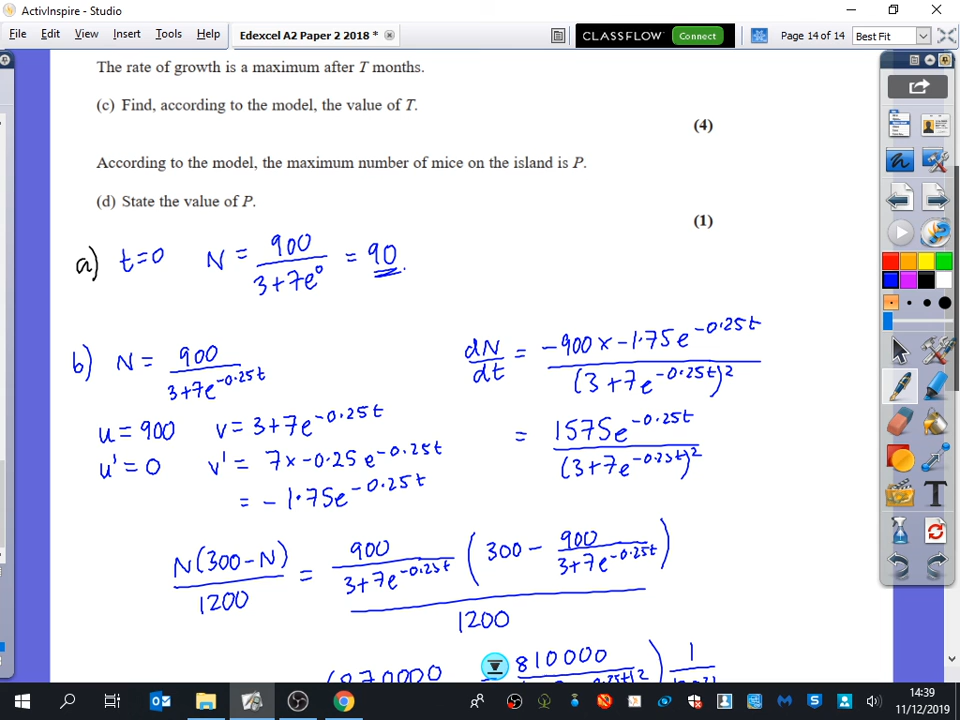 ActivInspire - Studio
File Edit View Insert Tools Help
Edexcel A2 Paper 2 2018 *
CLASSFLOW Connect
Page 14 of 14
Best Fit
The rate of growth is a maximum after T months.
(c) Find, according to the model, the value of T.
(4)
According to the model, the maximum number of mice on the island is P.
(d) State the value of P.
(1)
a) t=0 N = 900/(3+7e^0) = 90.
b) N = 900/(3+7e^-0.25t)
u = 900 v = 3+7e^-0.25t
u' = 0 v' = 7x-0.25e^-0.25t
= -1.75e^-0.25t
dN/dt = (-900 x -1.75e^-0.25t)/(3+7e^-0.25t)^2
= 1575e^-0.25t/(3+7e^-0.25t)^2
N(300-N)/1200 = 900/(3+7e^-0.25t) (300 - 900/(3+7e^-0.25t))/1200
810000
1
14:39
11/12/2019